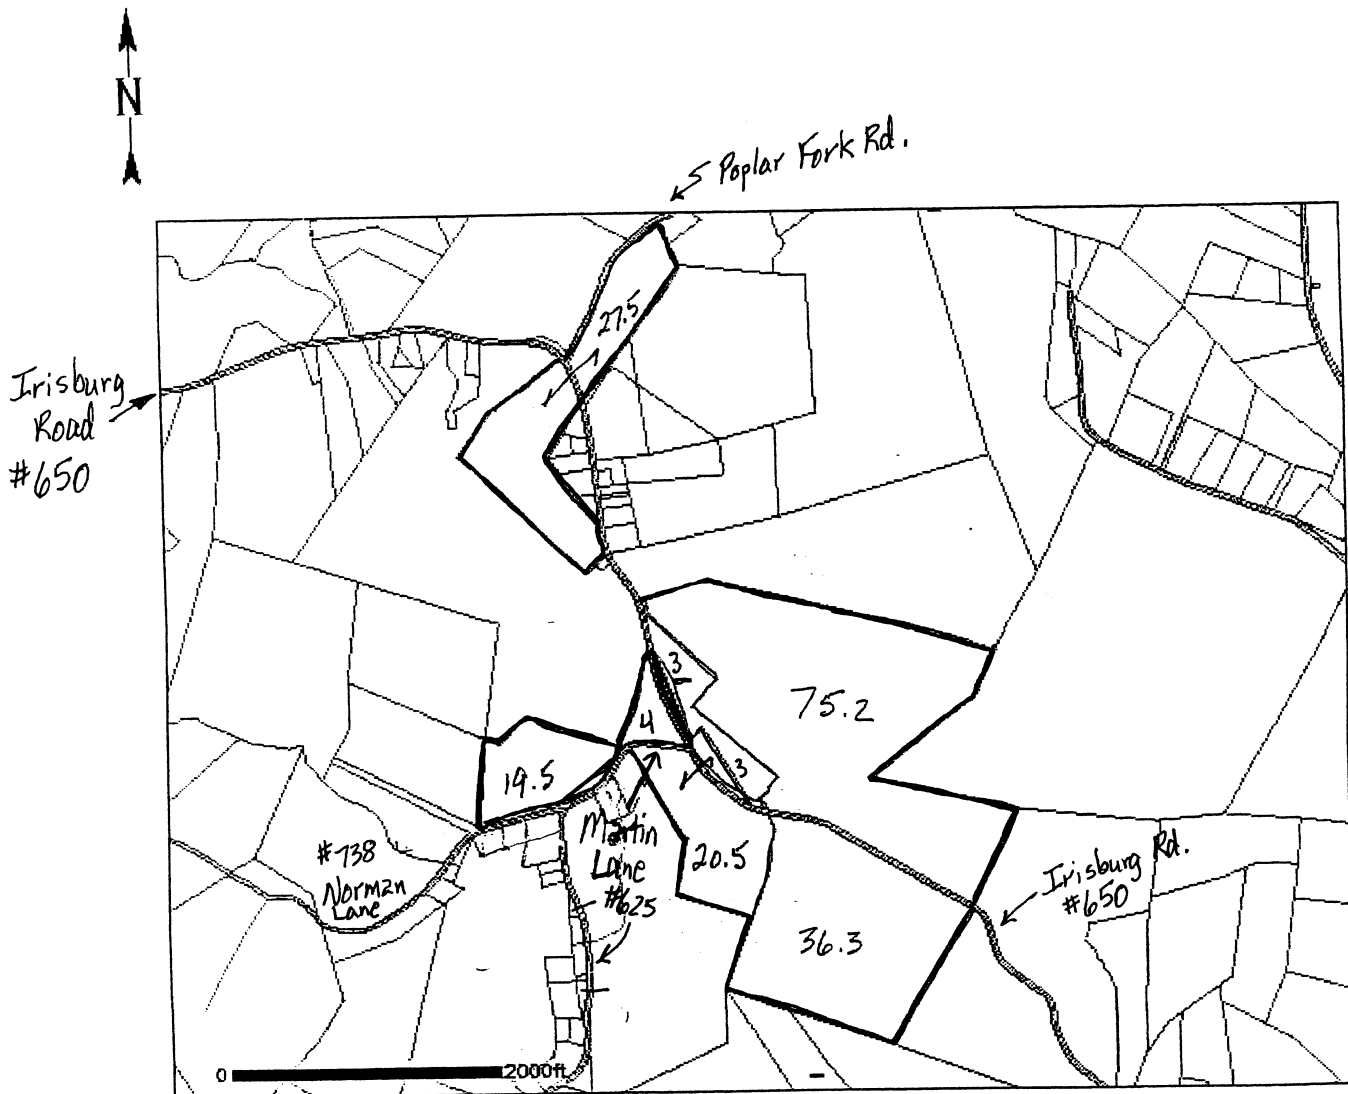 N
Poplar Fork Rd.
27.5
Irisburg
Road
#650
3
75.2
4
19.5
3
Martin
Lane
#625
20.5
#738
Norman
Lane
Irisburg Rd.
#650
36.3
0 2000ft.